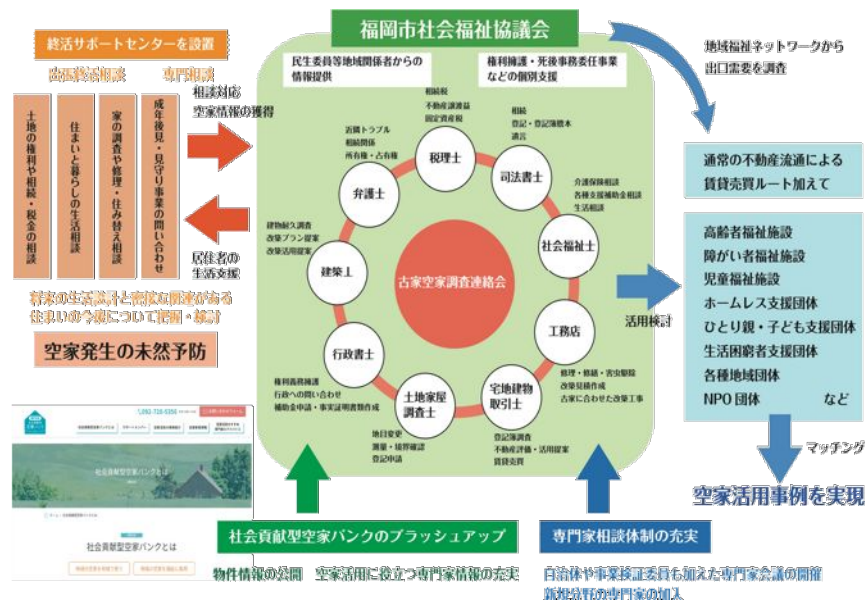 福岡市社会福祉協議会
終活サポートセンターを設置
出張終活相談 専門相談
土地の権利や相続・税金の相談
住まいと暮らしの生活相談
家の調査や修理・住み替え相談
成年後見・見守り事業の問い合わせ
将来の生活設計と密接な関連がある
住まいの今後について把握・検討
空家発生の未然予防
相談対応
空家情報の獲得
居住者の
生活支援
民生委員等地域関係者からの
情報提供
権利擁護・死後事務委任事業
などの個別支援
相続税
不動産譲渡益
固定資産税
税理士
相続
登記・登記簿謄本
遺言
司法書士
介護保険相談
各種支援補助金相談
生活相談
社会福祉士
工務店
修理・修繕・害虫駆除
改築見積作成
古家に合わせた改築工事
宅地建物
取引士
登記簿調査
不動産評価・活用提案
賃貸売買
土地家屋
調査士
地目変更
測量・境界確認
登記申請
行政書士
権利義務擁護
行政への問い合わせ
補助金申請・事実証明書類作成
建築士
建物耐久調査
改築プラン提案
改築活用提案
弁護士
近隣トラブル
相続関係
所有権・占有権
古家空家調査連絡会
地域福祉ネットワークから
出口需要を調査
通常の不動産流通による
賃貸売買ルート加えて
活用検討
高齢者福祉施設
障がい者福祉施設
児童福祉施設
ホームレス支援団体
ひとり親・子ども支援団体
生活困窮者支援団体
各種地域団体
NPO 団体 など
マッチング
空家活用事例を実現
社会貢献型空家バンクとは
社会貢献型空家バンクとは
社会貢献型空家バンクのブラッシュアップ
物件情報の公開 空家活用に役立つ専門家情報の充実
専門家相談体制の充実
自治体や事業検証委員も加えた専門家会議の開催
新規分野の専門家の加入